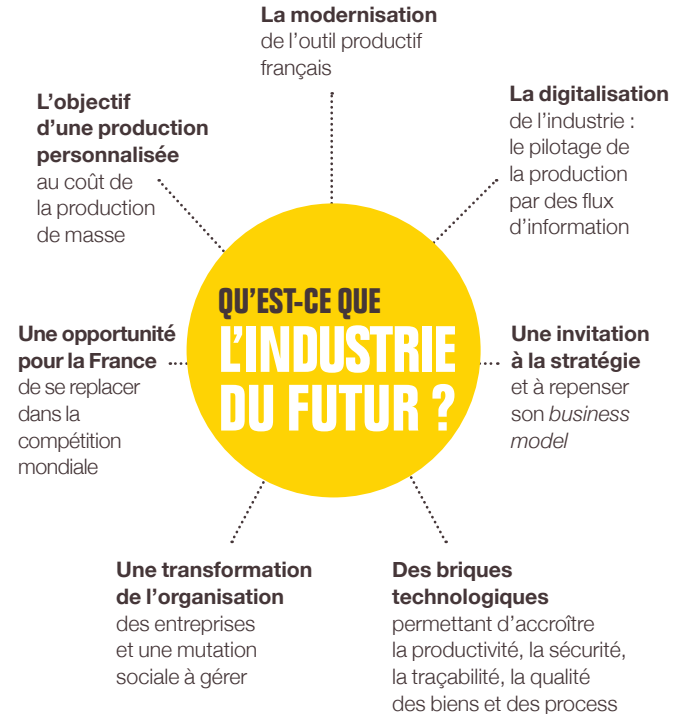 La modernisation
de l’outil productif
français
La digitalisation
de l’industrie :
le pilotage de
la production
par des flux
d’information
Une invitation
à la stratégie
et à repenser
son business
model
Des briques
technologiques
permettant d’accroître
la productivité, la sécurité,
la traçabilité, la qualité
des biens et des process
Une transformation
de l’organisation
des entreprises
et une mutation
sociale à gérer
Une opportunité
pour la France
de se replacer
dans la
compétition
mondiale
L’objectif
d’une production
personnalisée
au coût de
la production
de masse
QU’EST-CE QUE
L’INDUSTRIE
DU FUTUR ?